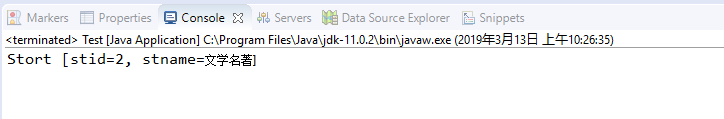 Markers Properties Console Servers Data Source Explorer Snippets
<terminated> Test [Java Application] C:\Program Files\Java\jdk-11.0.2\bin\javaw.exe (2019年3月13日 上午10:26:35)
Stort [stid=2, stname=文学名著]